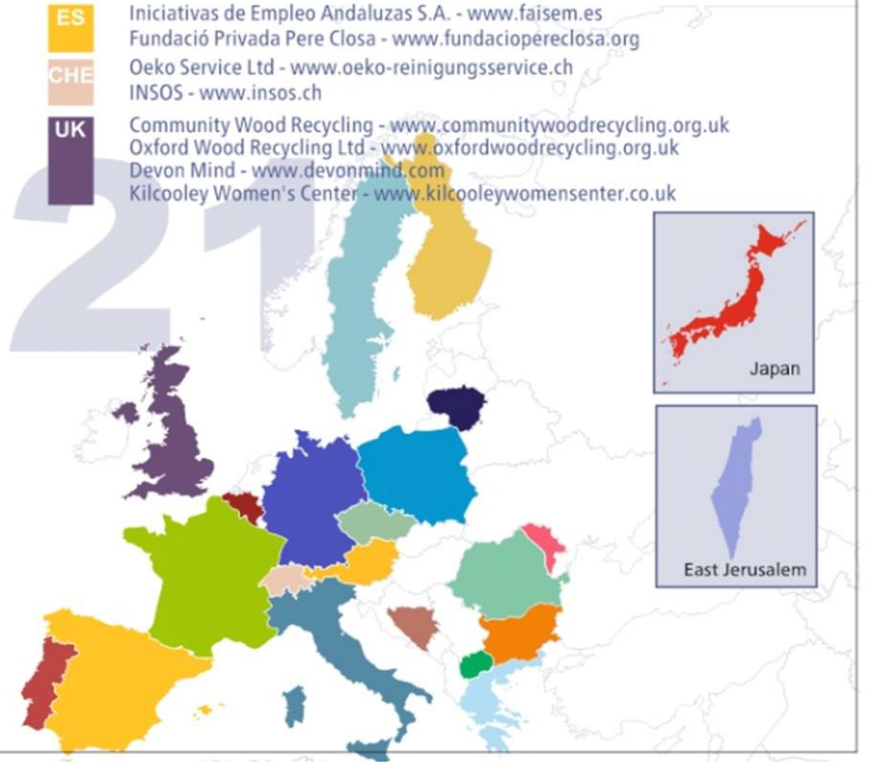 ES
Iniciativas de Empleo Andaluzas S.A. - www.faisem.es
Fundació Privada Pere Closa - www.fundaciopereclosa.org
CHE
Oeko Service Ltd - www.oeko-reinigungsservice.ch
INSOS - www.insos.ch
UK
Community Wood Recycling - www.communitywoodrecycling.org.uk
Oxford Wood Recycling Ltd - www.oxfordwoodrecycling.org.uk
Devon Mind - www.devonmind.com
Kilcooley Women's Center - www.kilcooleywomensenter.co.uk
21
Japan
East Jerusalem